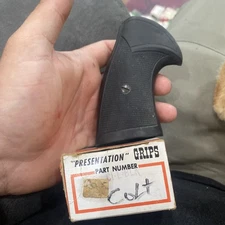 "PRESENTATION" GRIPS
PART NUMBER
Colt